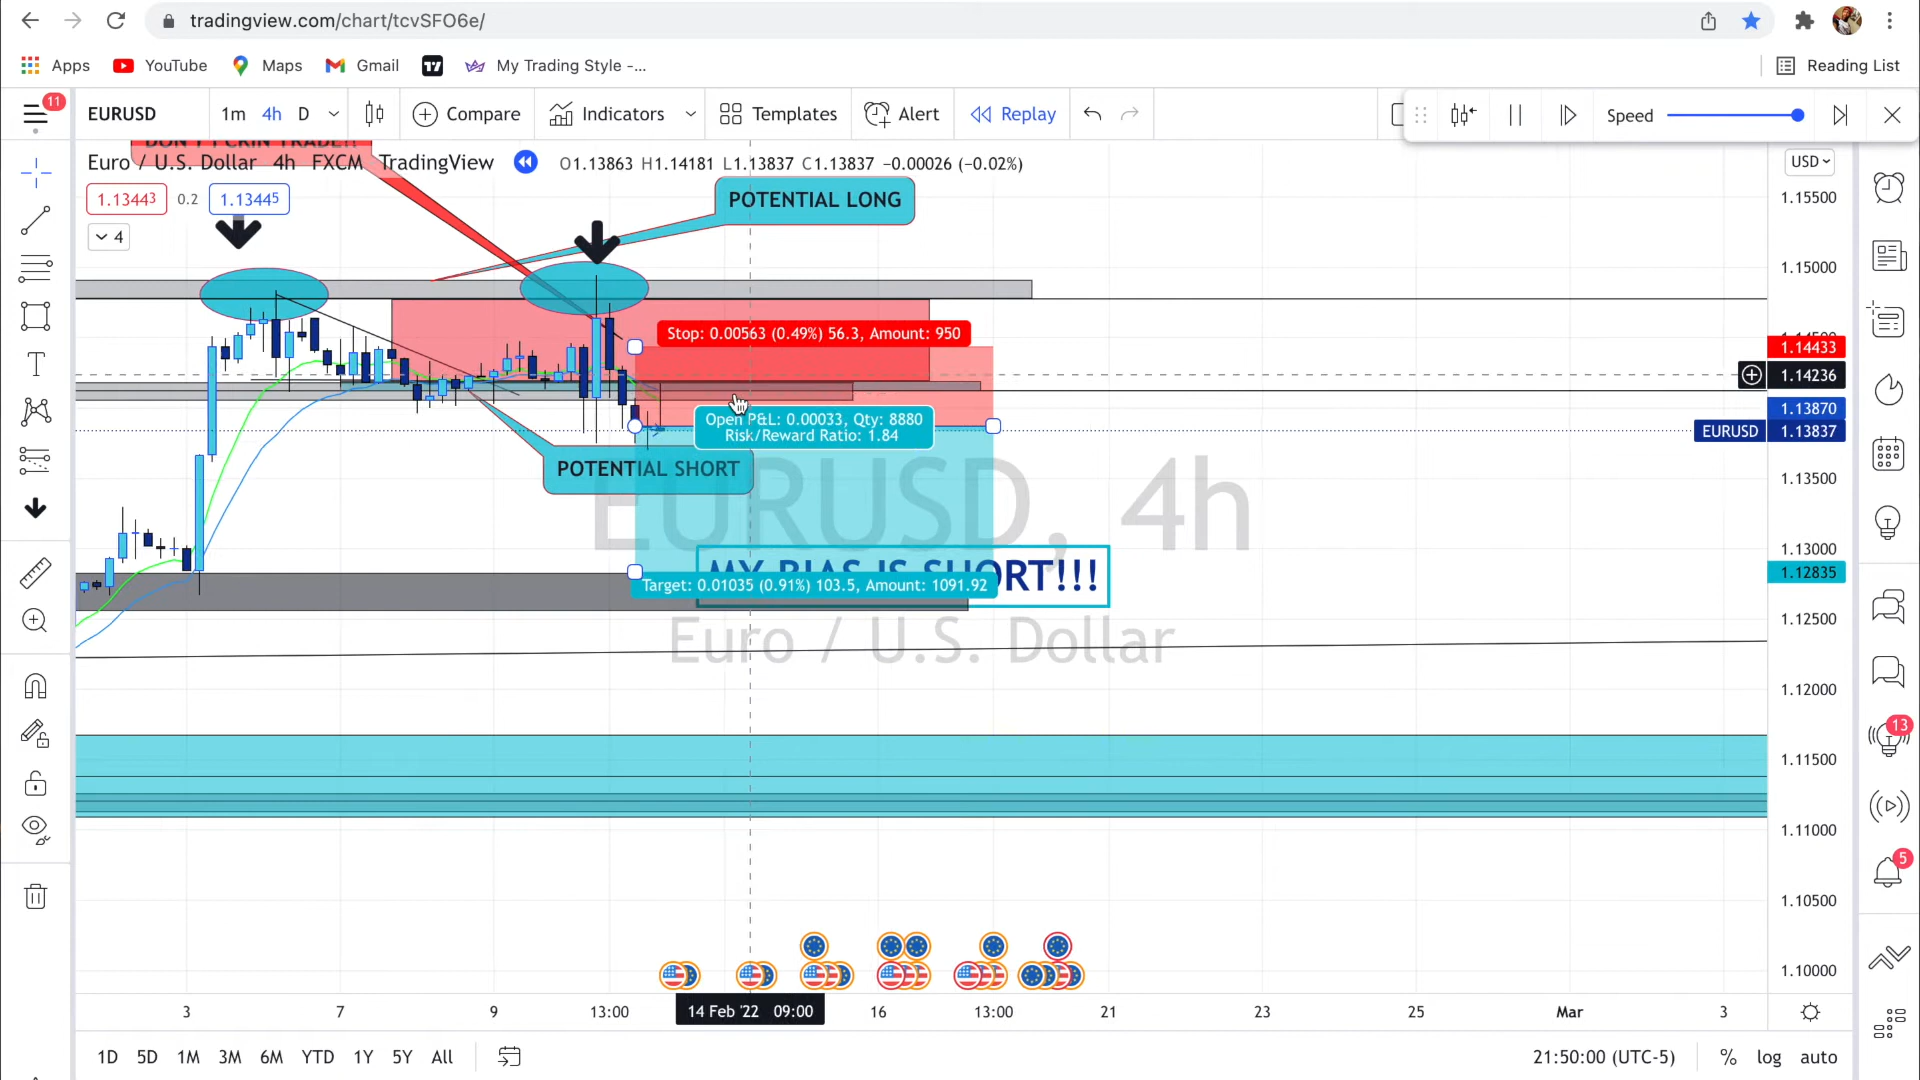 tradingview.com/chart/tcvSFO6e/
Apps YouTube Maps Gmail My Trading Style -... Reading List
11 EURUSD 1m 4h D Compare Indicators Templates Alert Replay Speed
Euro / U.S. Dollar 4h FXCM TradingView O1.13863 H1.14181 L1.13837 C1.13837 −0.00026 (−0.02%) USD
1.13443 0.2 1.13445
4
POTENTIAL LONG
1.15500
1.15000
Stop: 0.00563 (0.49%) 56.3, Amount: 950
1.14433
1.14236
1.13870
Open P&L: 0.00033, Qty: 8880
Risk/Reward Ratio: 1.84
EURUSD 1.13837
POTENTIAL SHORT
1.13500
EURUSD, 4h
1.13000
MY BIAS IS SHORT!!!
Target: 0.01035 (0.91%) 103.5, Amount: 1091.92
1.12835
1.12500
Euro / U.S. Dollar
1.12000
13
1.11500
1.11000
5
1.10500
1.10000
3 7 9 13:00 14 Feb '22 09:00 16 13:00 21 23 25 Mar 3
1D 5D 1M 3M 6M YTD 1Y 5Y All 21:50:00 (UTC-5) % log auto